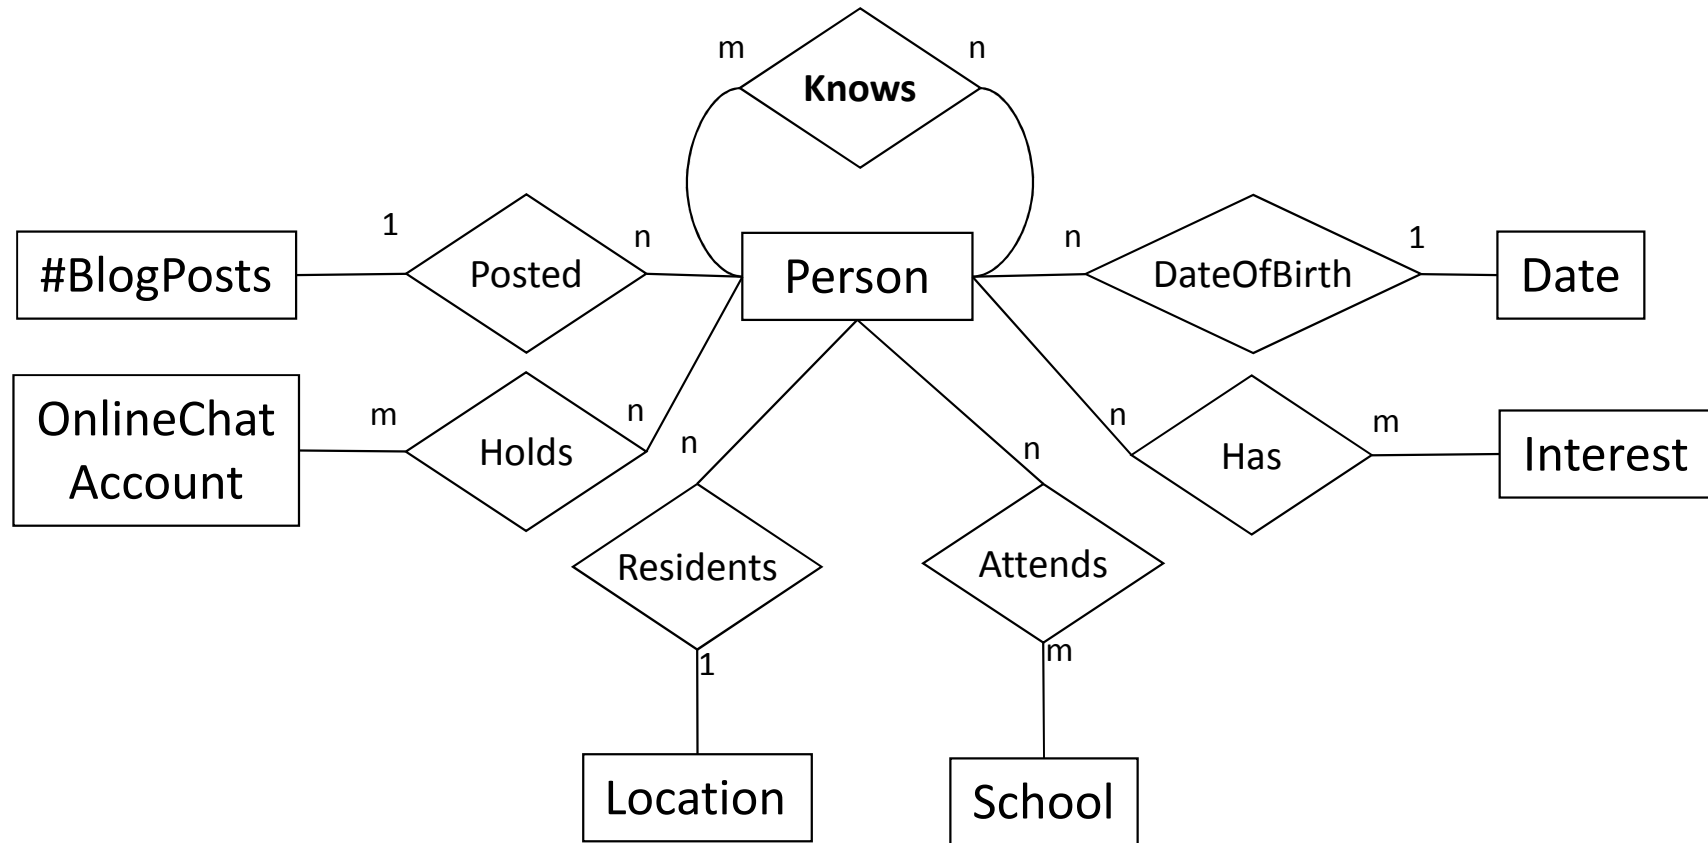 m
n
Knows
1
n
n
1
#BlogPosts
Posted
Person
DateOfBirth
Date
OnlineChat
Account
m
n
Holds
n
n
n
m
Has
Interest
Residents
Attends
1
m
Location
School